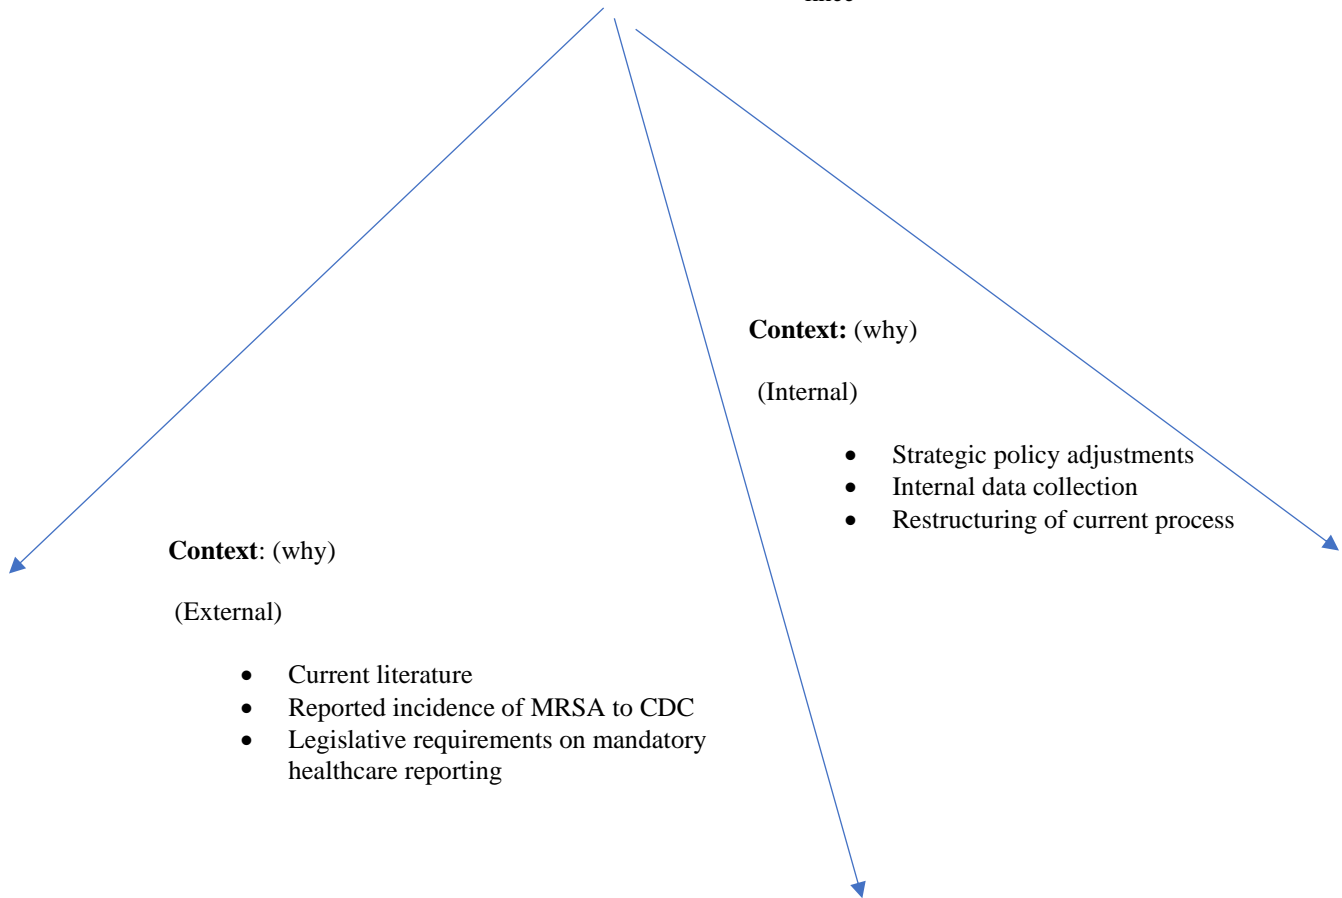 Context: (why)
(Internal)
• Strategic policy adjustments
• Internal data collection
• Restructuring of current process
Context: (why)
(External)
• Current literature
• Reported incidence of MRSA to CDC
• Legislative requirements on mandatory
healthcare reporting